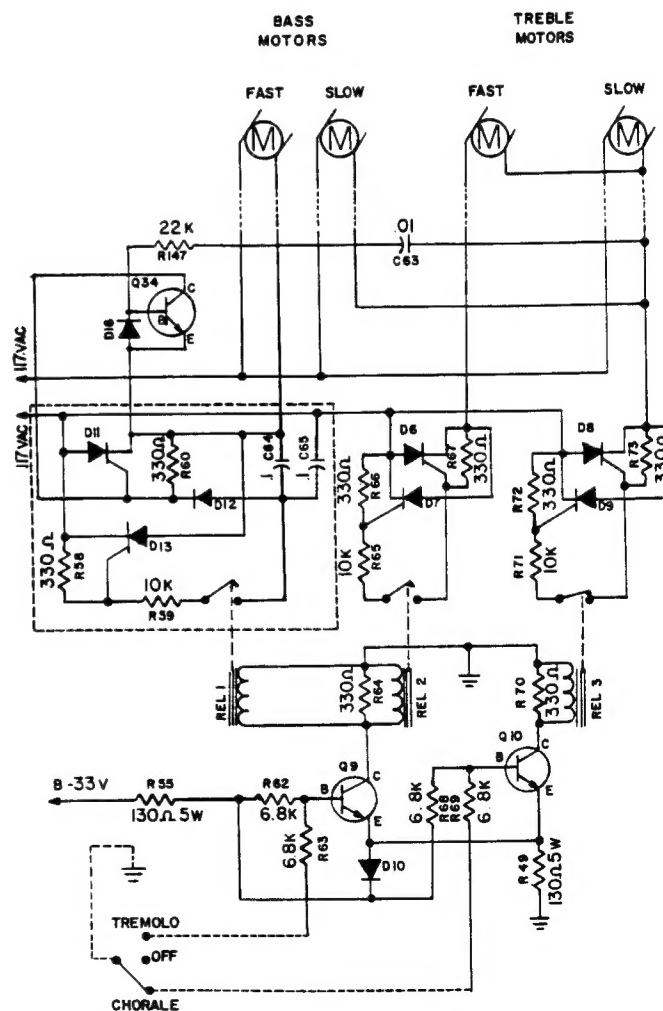 BASS
MOTORS
TREBLE
MOTORS
FAST
SLOW
FAST
SLOW
M
M
M
M
22K
R147
.01
C63
Q34
C
B
E
D16
117VAC
117VAC
D11
330Ω
R60
C64
.1
C65
.1
D12
D13
330Ω
R58
10K
R59
D6
R67
330Ω
330Ω
R66
D7
10K
R65
D8
R73
330Ω
R72
330Ω
D9
R71
10K
REL 1
330Ω
R64
REL 2
R70
330Ω
REL 3
Q9
B
C
E
Q10
B
C
E
B -33V
R55
130Ω 5W
R62
6.8K
6.8K
R63
6.8K
R68
R69
6.8K
D10
R49
130Ω 5W
TREMOLO
OFF
CHORALE